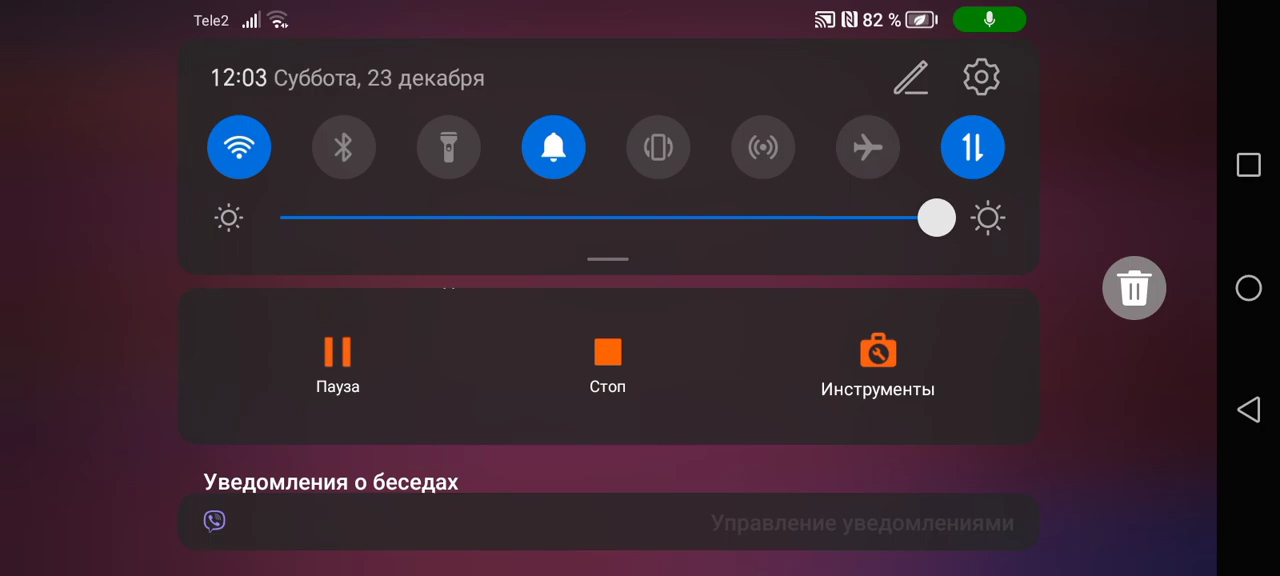 Tele2
82 %
12:03 Суббота, 23 декабря
Пауза
Стоп
Инструменты
Уведомления о беседах
Управление уведомлениями